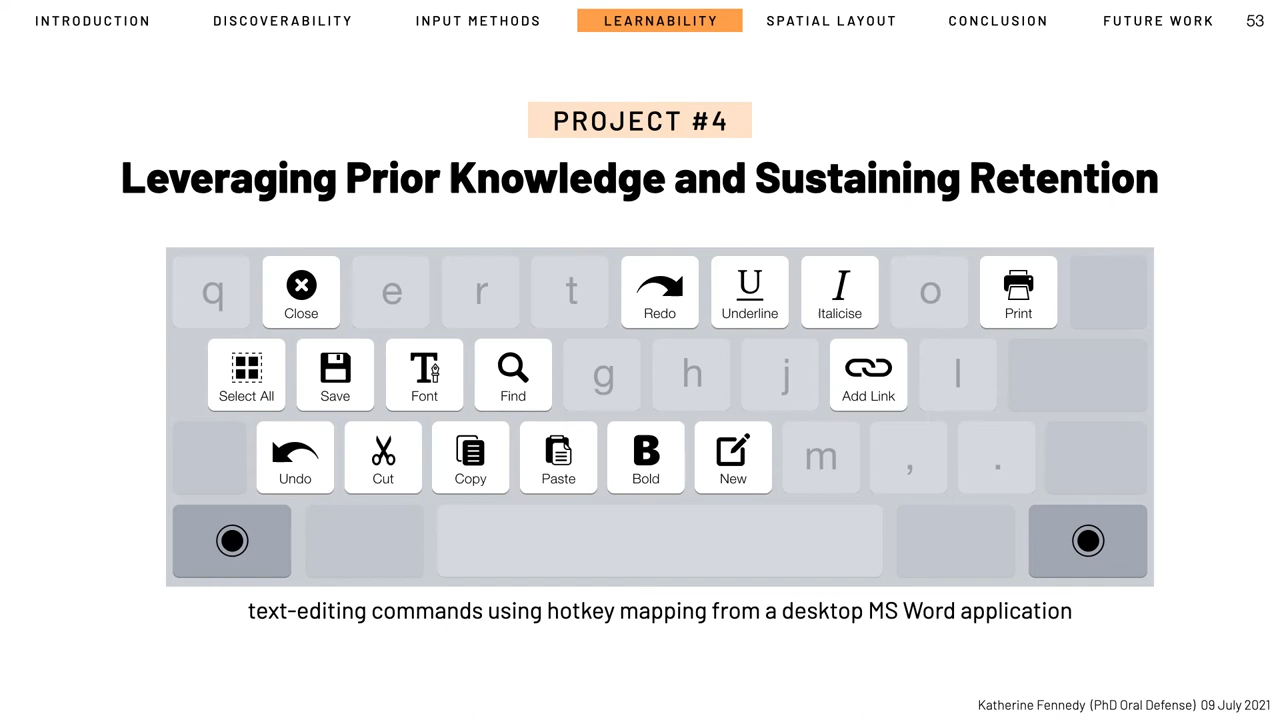 INTRODUCTION DISCOVERABILITY INPUT METHODS LEARNABILITY SPATIAL LAYOUT CONCLUSION FUTURE WORK 53
PROJECT #4
Leveraging Prior Knowledge and Sustaining Retention
q Close e r t Redo U Underline I Italicise o Print
Select All Save T Font Find g h j Add Link l
Undo Cut Copy Paste B Bold New m , .
text-editing commands using hotkey mapping from a desktop MS Word application
Katherine Fennedy (PhD Oral Defense) 09 July 2021